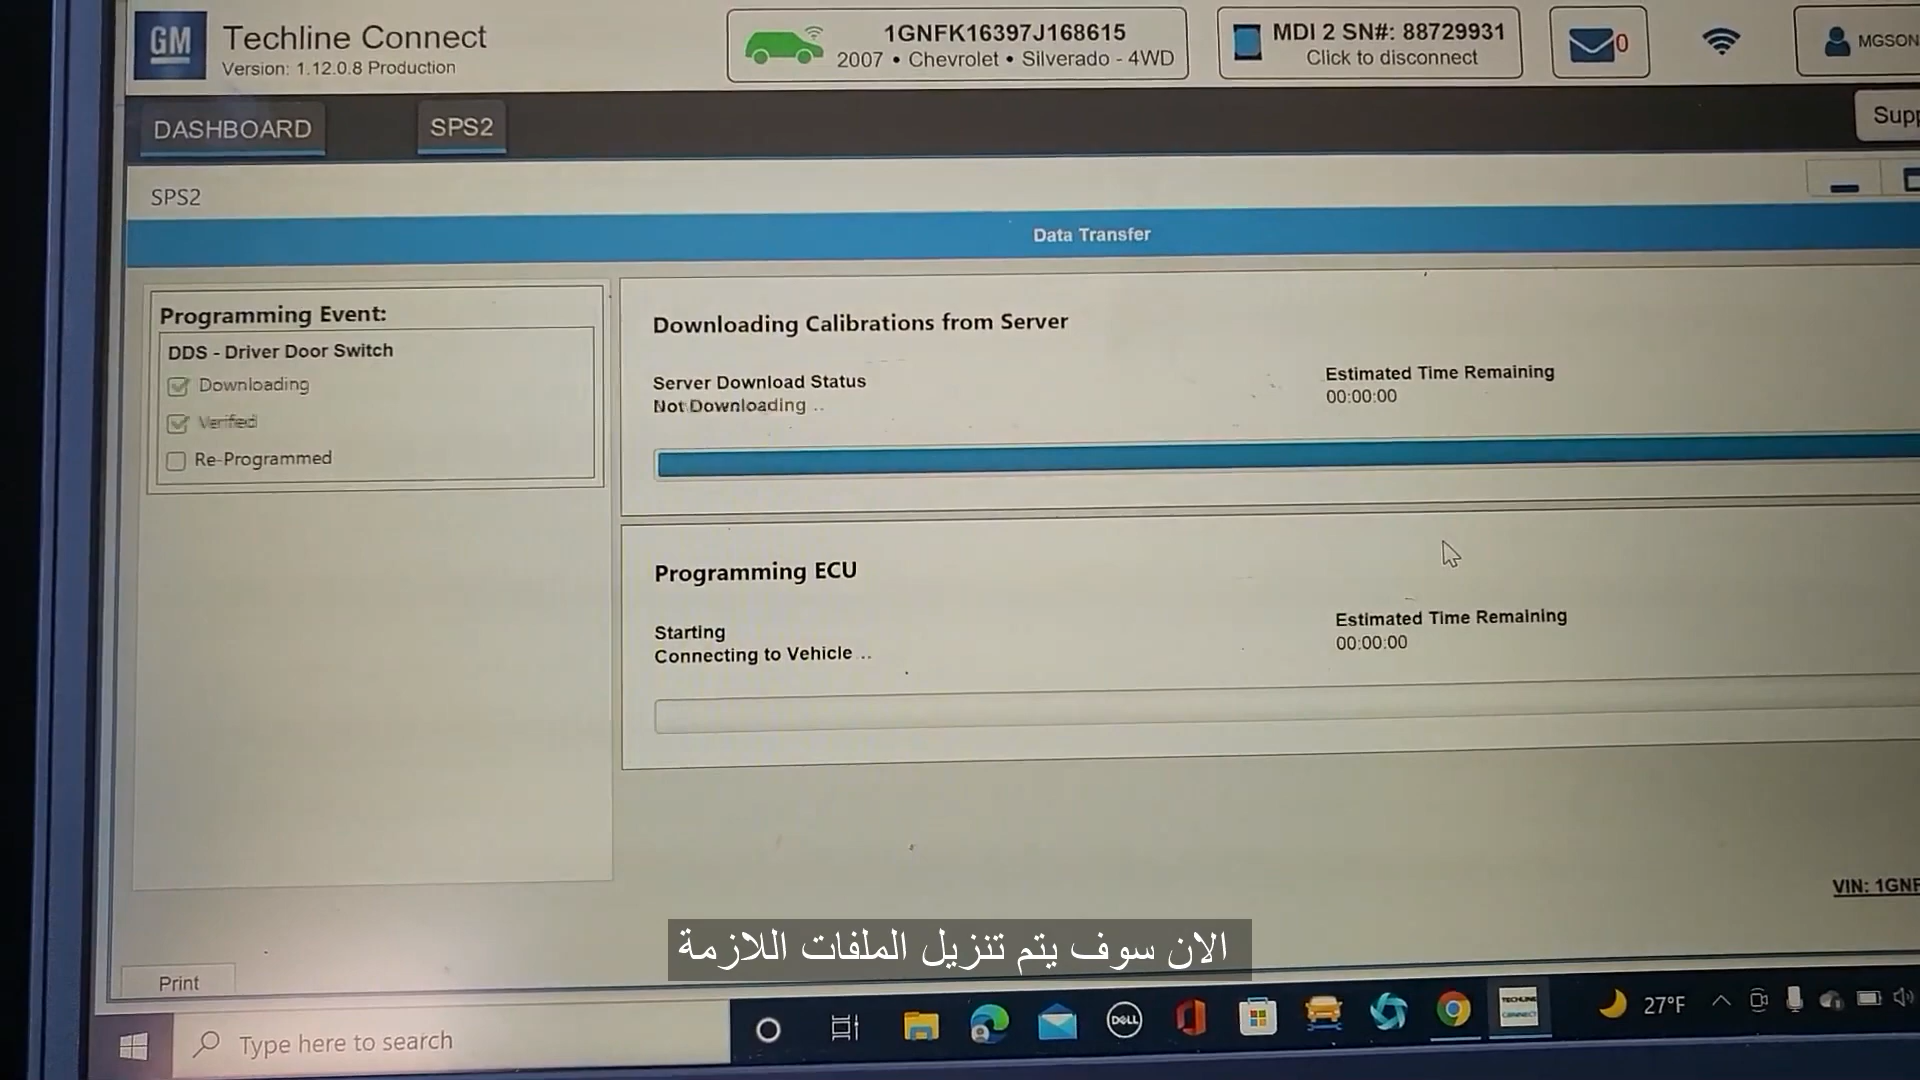 GM
Techline Connect
Version: 1.12.0.8 Production
1GNFK16397J168615
2007 • Chevrolet • Silverado - 4WD
MDI 2 SN#: 88729931
Click to disconnect
0
MGSON
DASHBOARD
SPS2
Supp
SPS2
Data Transfer
Programming Event:
DDS - Driver Door Switch
Downloading
Verified
Re-Programmed
Downloading Calibrations from Server
Server Download Status
Not Downloading ..
Estimated Time Remaining
00:00:00
Programming ECU
Starting
Connecting to Vehicle ..
Estimated Time Remaining
00:00:00
VIN: 1GNF
الان سوف يتم تنزيل الملفات اللازمة
Print
Type here to search
DELL
TECHLINE
CONNECT
27°F